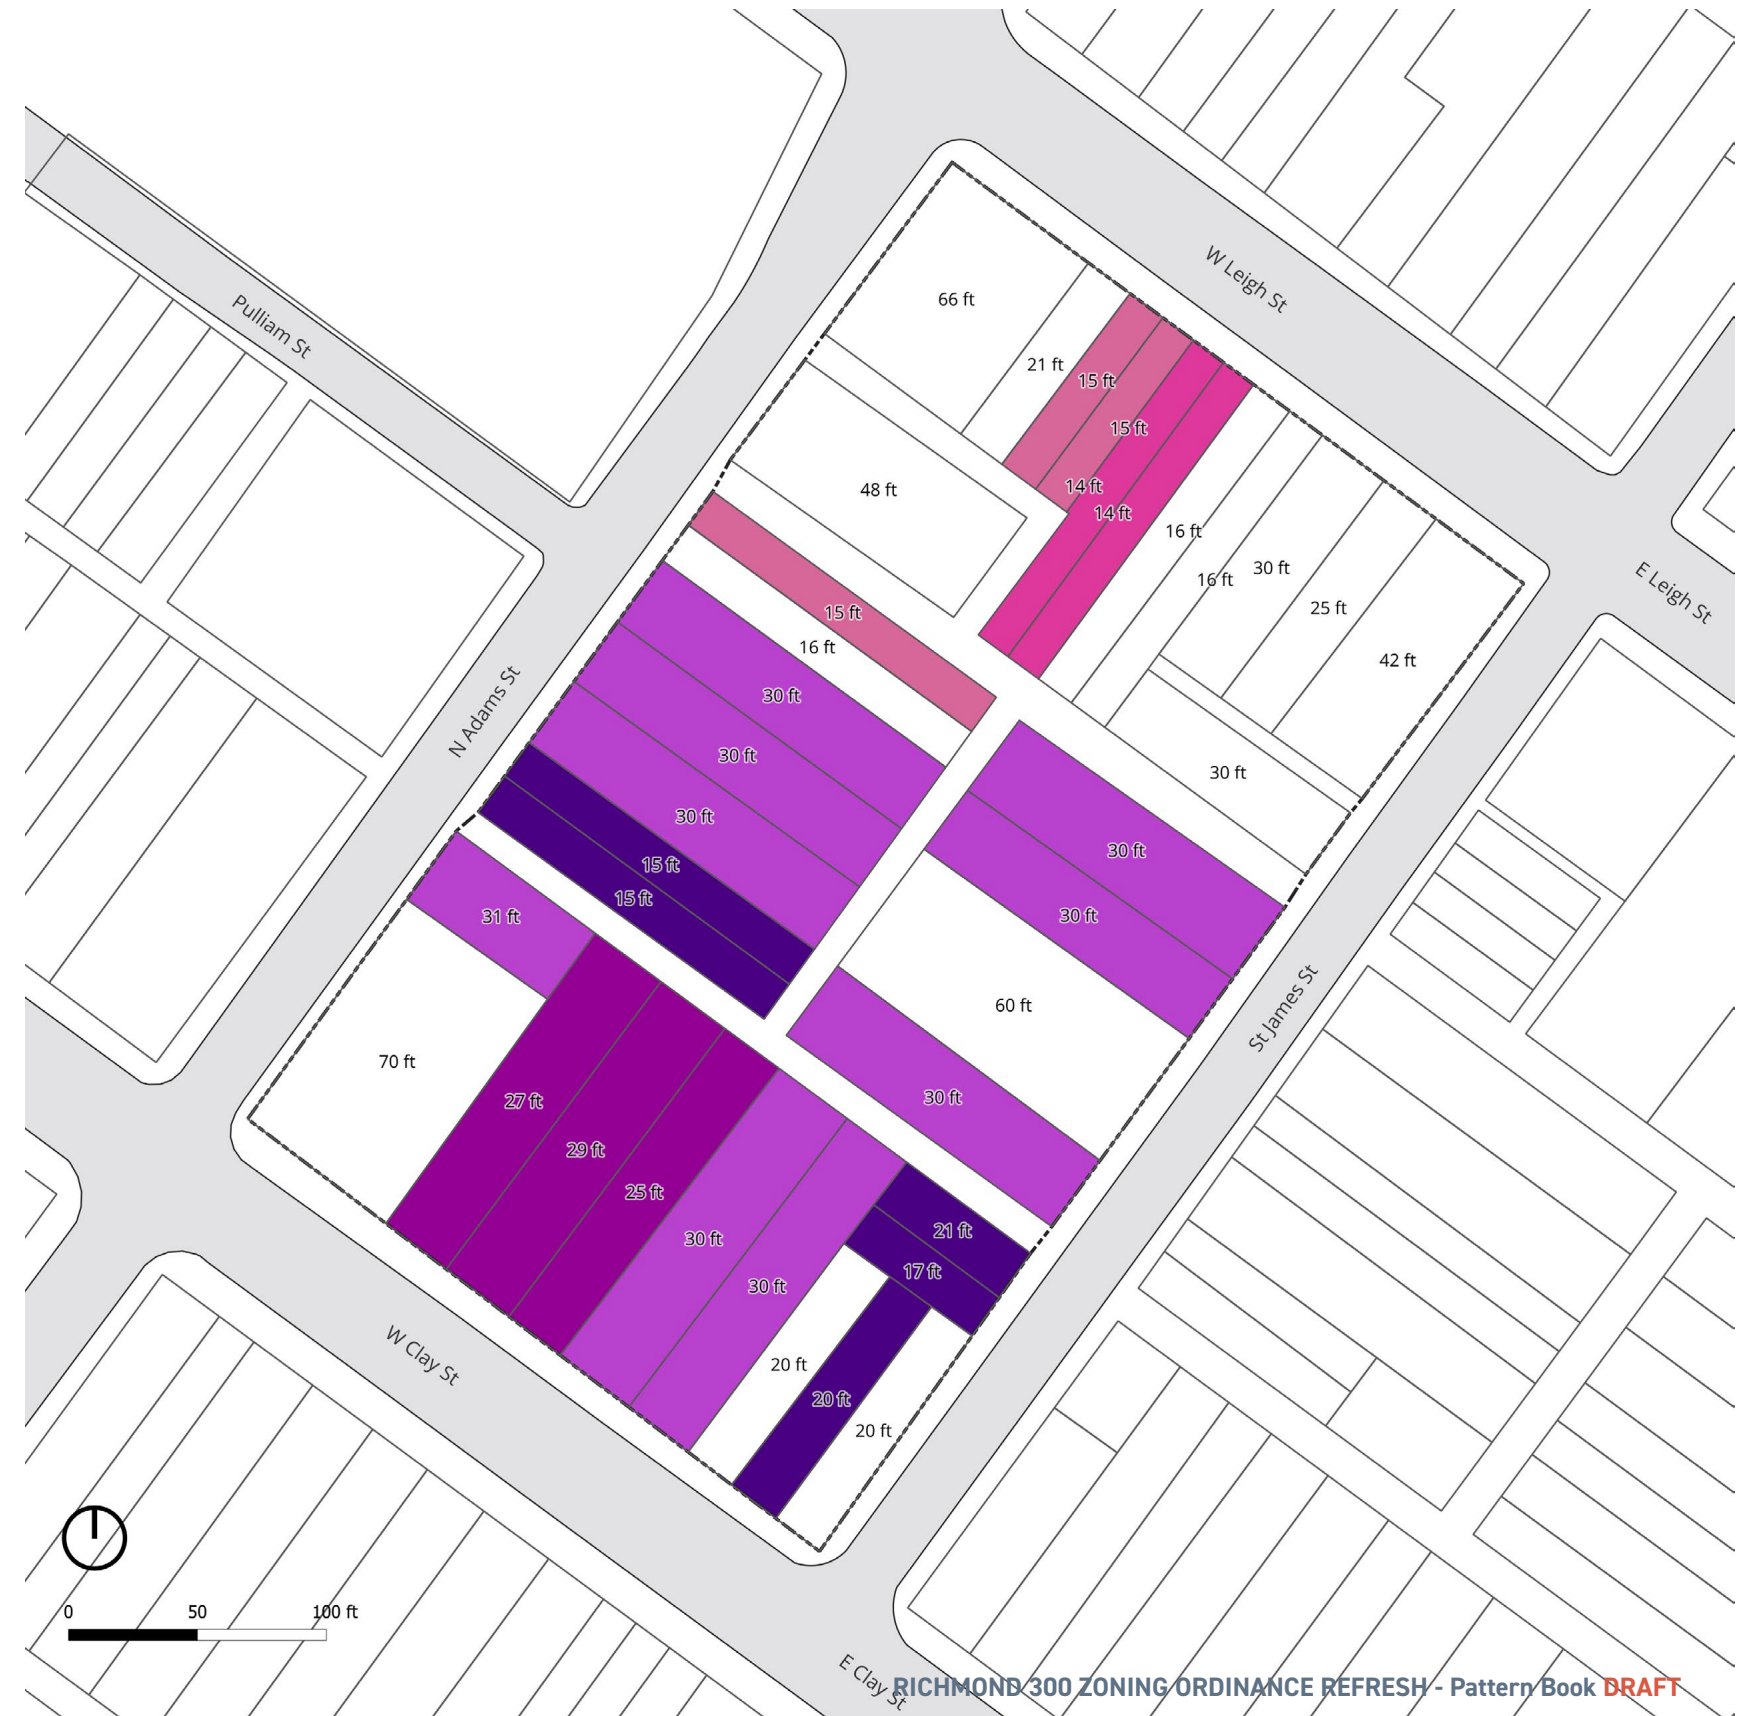 W Leigh St
66 ft
Pulliam St
21 ft
15 ft
15 ft
14 ft
48 ft
14 ft
16 ft
30 ft
16 ft
E Leigh St
25 ft
15 ft
16 ft
42 ft
30 ft
N Adams St
30 ft
30 ft
30 ft
30 ft
15 ft
15 ft
31 ft
30 ft
60 ft
St James St
70 ft
27 ft
30 ft
29 ft
25 ft
21 ft
30 ft
17 ft
30 ft
W Clay St
20 ft
20 ft
20 ft
0 50 100 ft
E Clay St
RICHMOND 300 ZONING ORDINANCE REFRESH - Pattern Book DRAFT